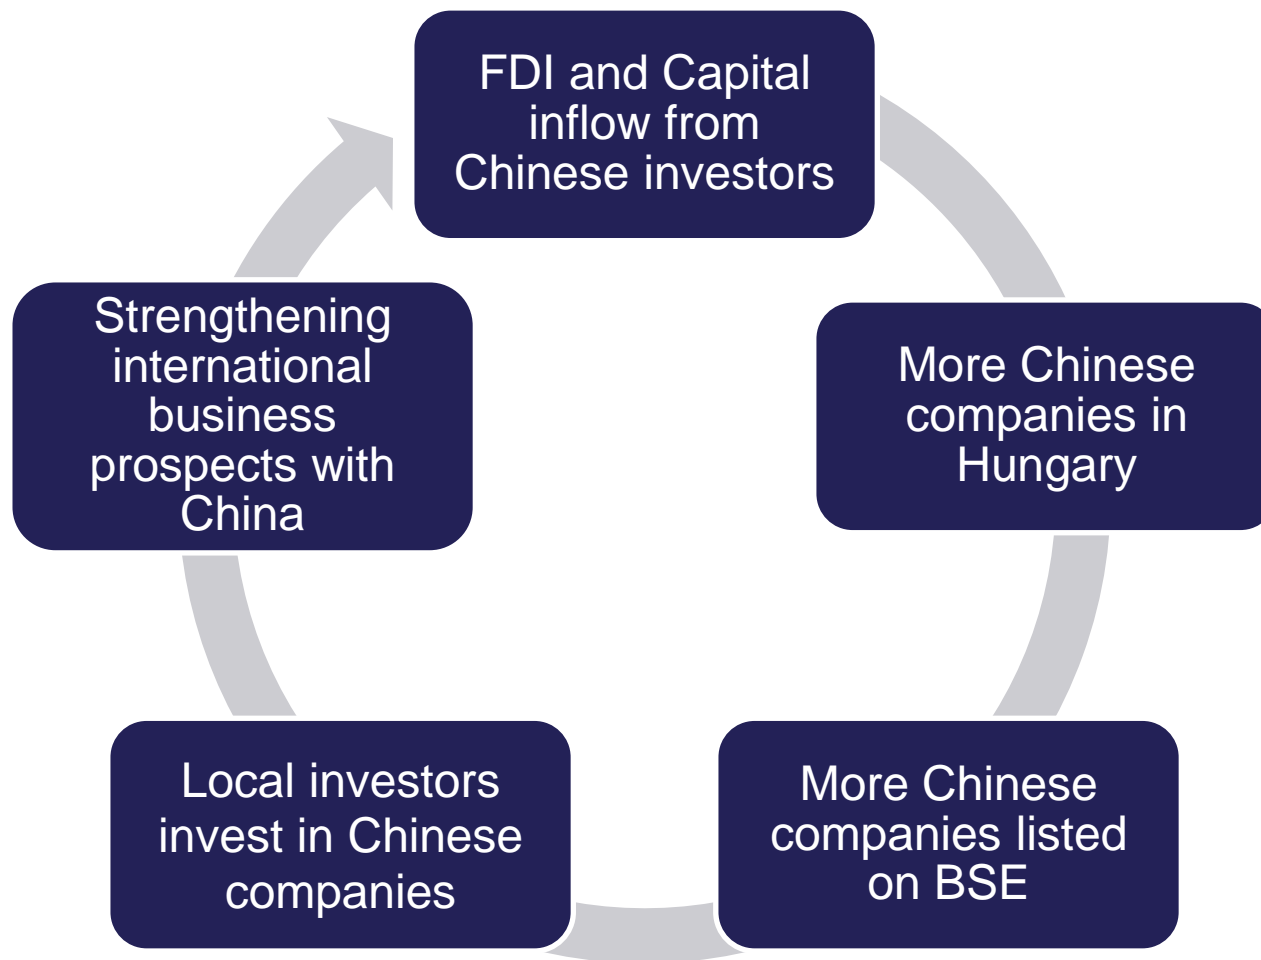 FDI and Capital
inflow from
Chinese investors
More Chinese
companies in
Hungary
More Chinese
companies listed
on BSE
Local investors
invest in Chinese
companies
Strengthening
international
business
prospects with
China